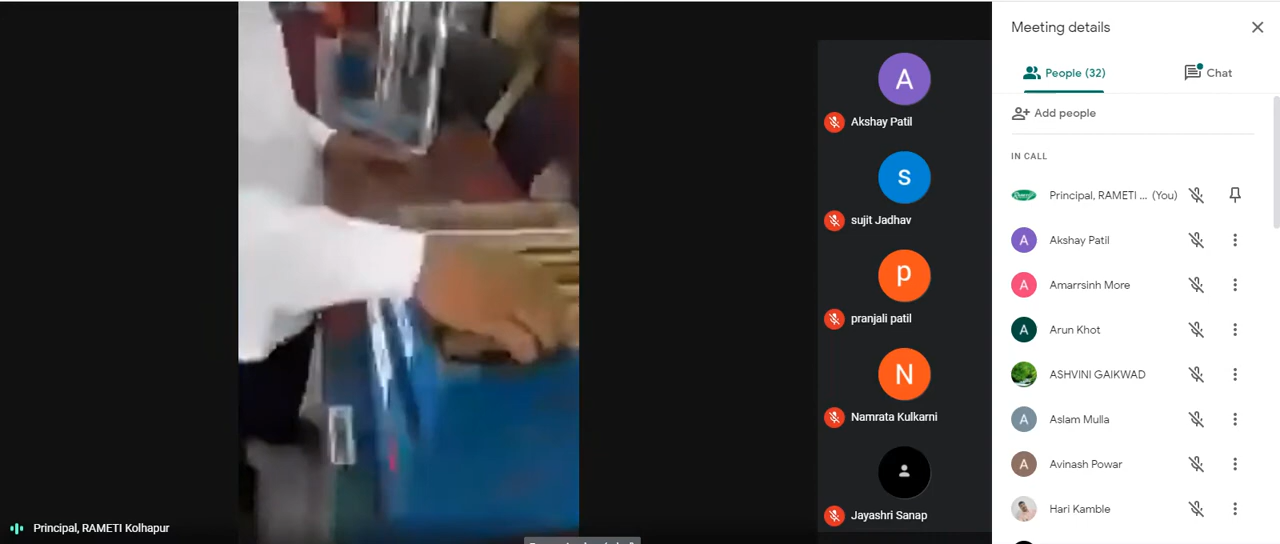 Principal, RAMETI Kolhapur
A
Akshay Patil
s
sujit Jadhav
p
pranjali patil
N
Namrata Kulkarni
Jayashri Sanap
Meeting details
People (32)
Chat
Add people
IN CALL
Principal, RAMETI ... (You)
A Akshay Patil
A Amarrsinh More
A Arun Khot
ASHVINI GAIKWAD
A Aslam Mulla
A Avinash Powar
Hari Kamble